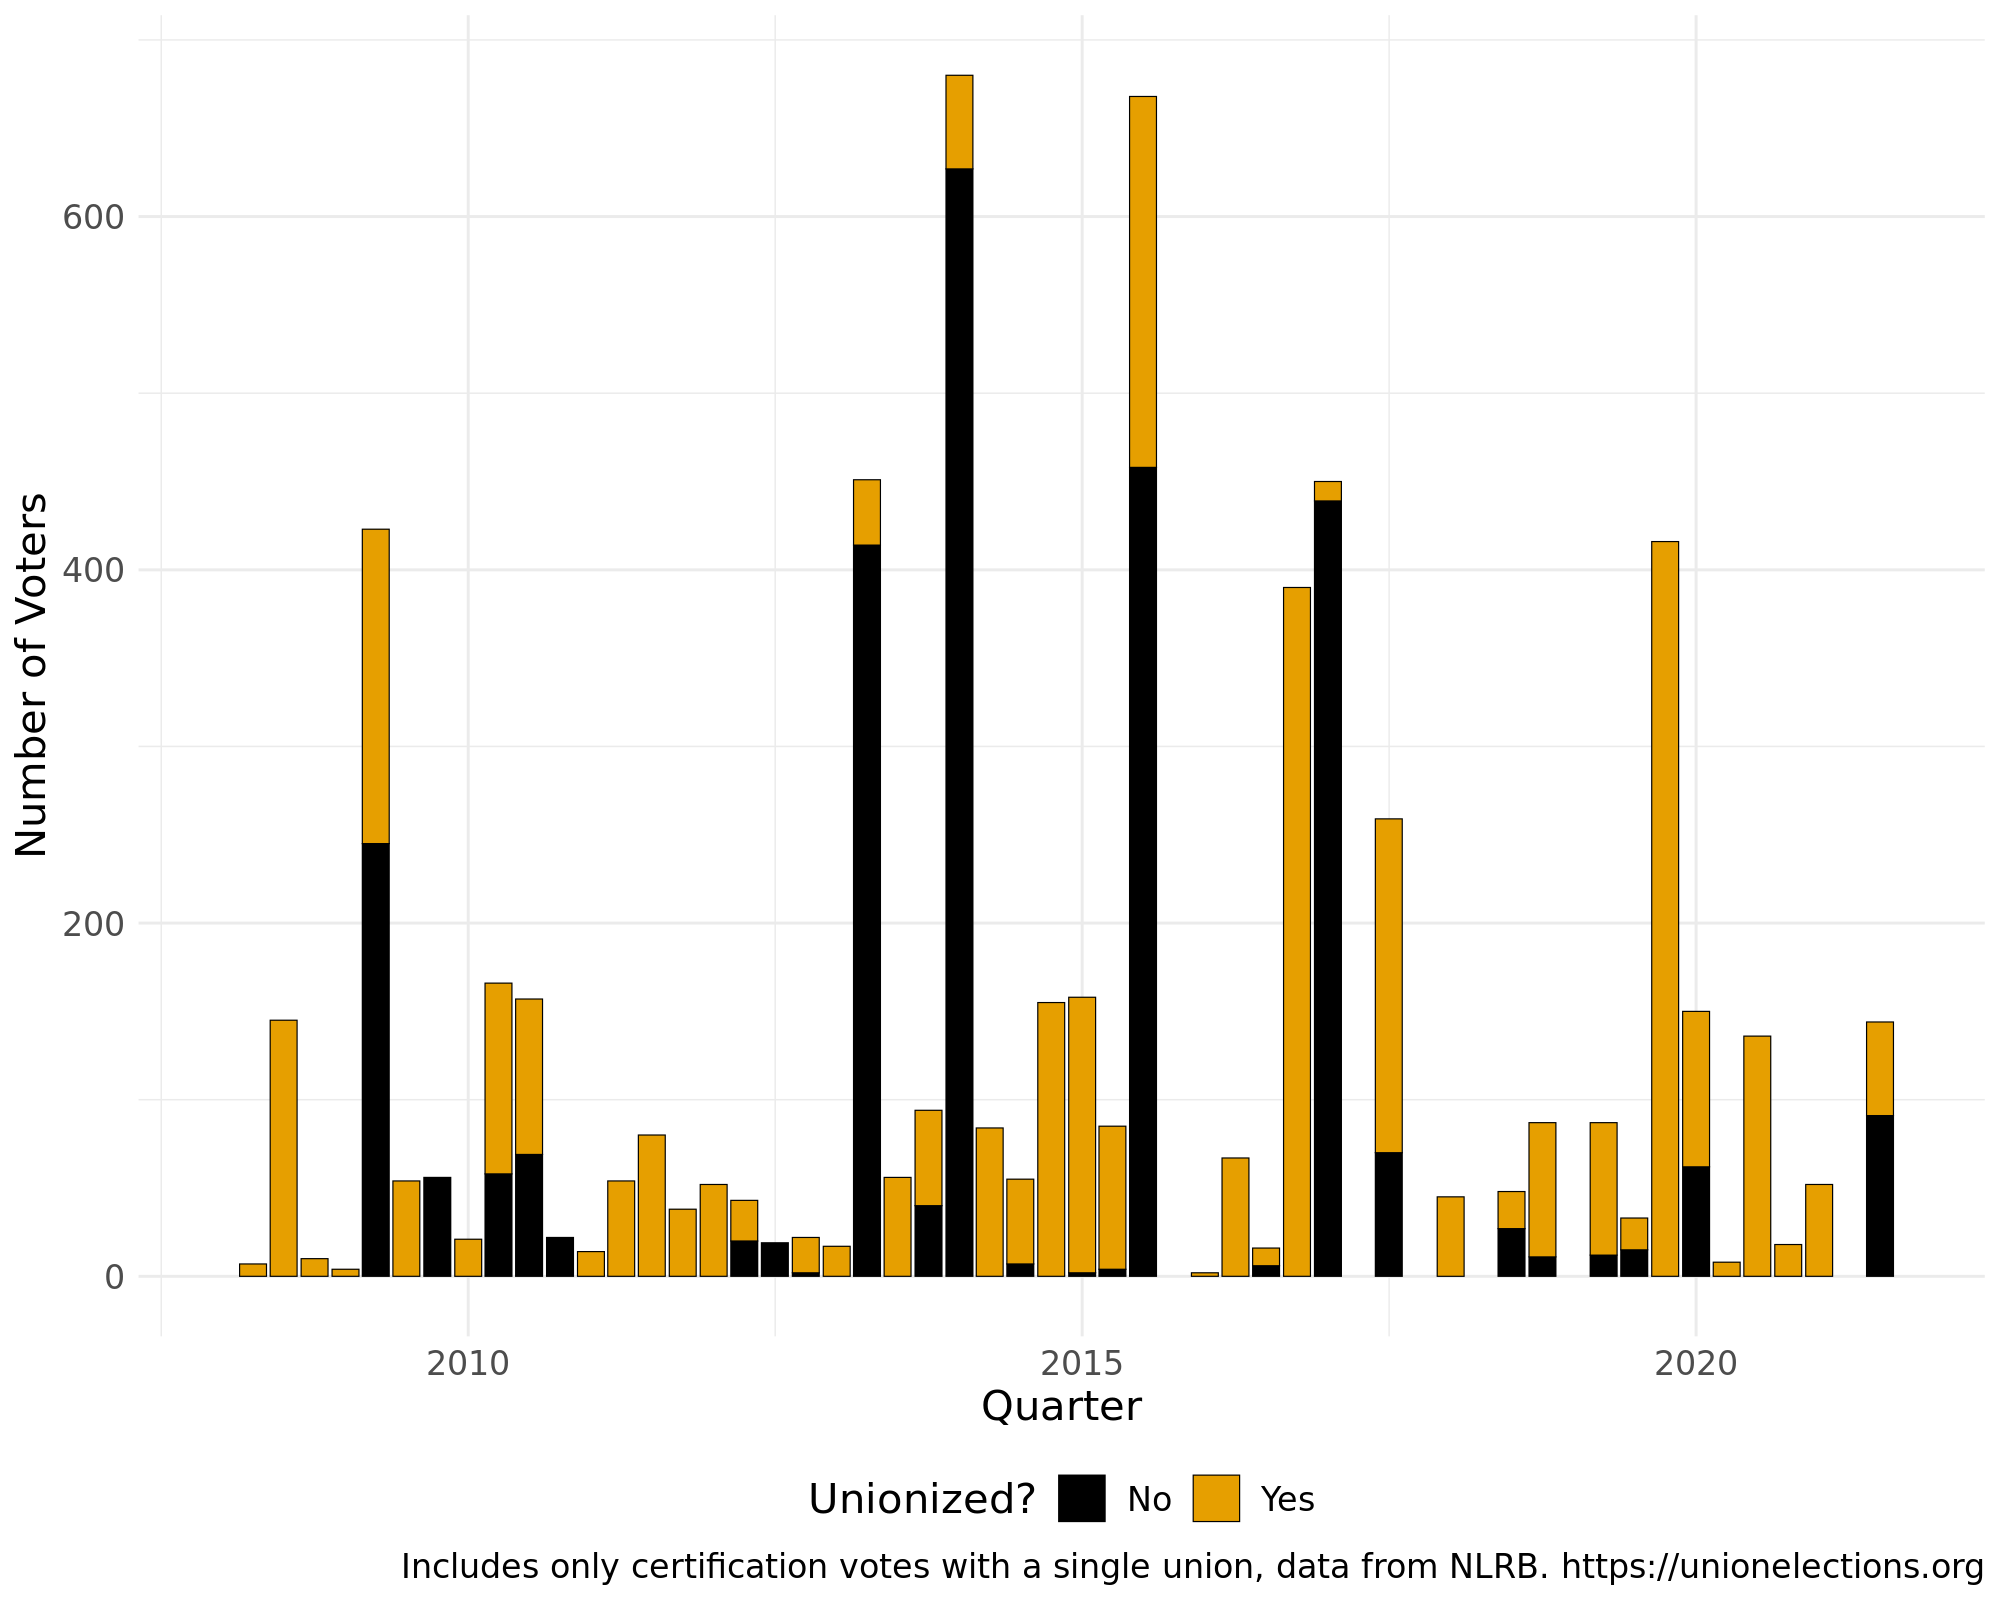 Number of Voters
600
400
200
0
2010 2015 2020
Quarter
Unionized? No Yes
Includes only certification votes with a single union, data from NLRB. https://unionelections.org